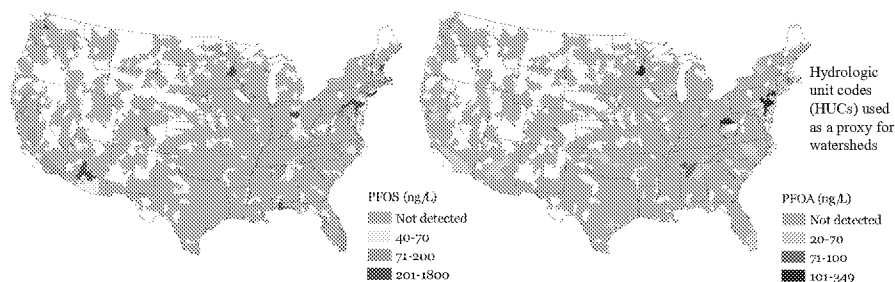 Hydrologic
unit codes
(HUCs) used
as a proxy for
watersheds
PFOS (ng/L)
Not detected
40-70
71-200
201-1800
PFOA (ng/L)
Not detected
20-70
71-100
101-349